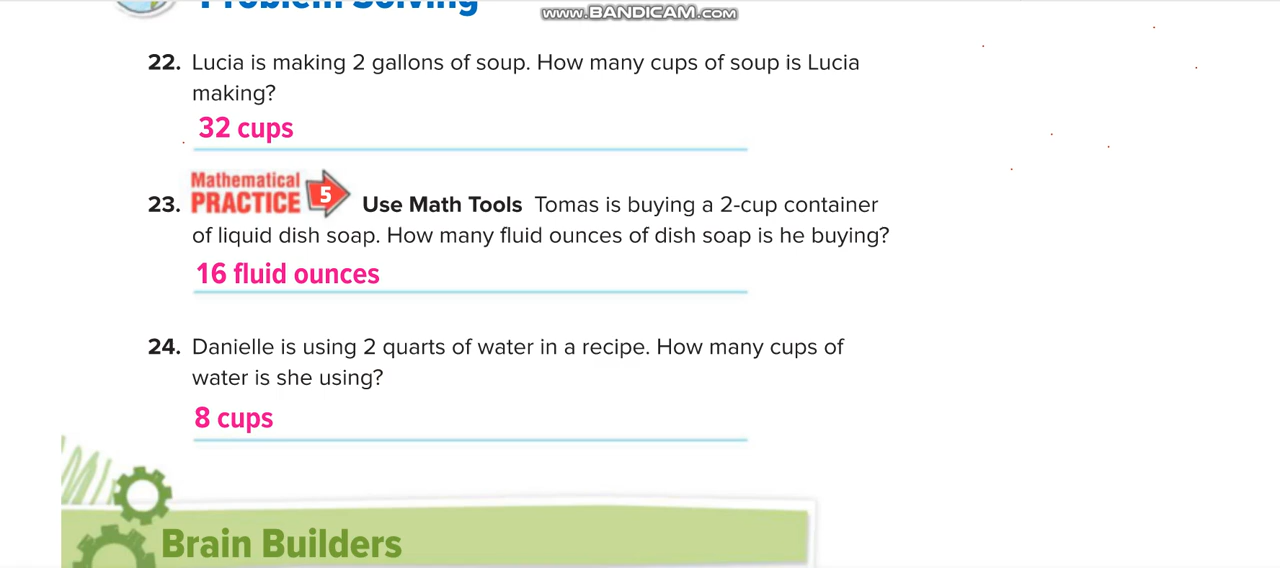 Problem Solving
www.BANDICAM.com
22. Lucia is making 2 gallons of soup. How many cups of soup is Lucia
making?
32 cups
Mathematical
PRACTICE 5
23. Use Math Tools Tomas is buying a 2-cup container
of liquid dish soap. How many fluid ounces of dish soap is he buying?
16 fluid ounces
24. Danielle is using 2 quarts of water in a recipe. How many cups of
water is she using?
8 cups
Brain Builders